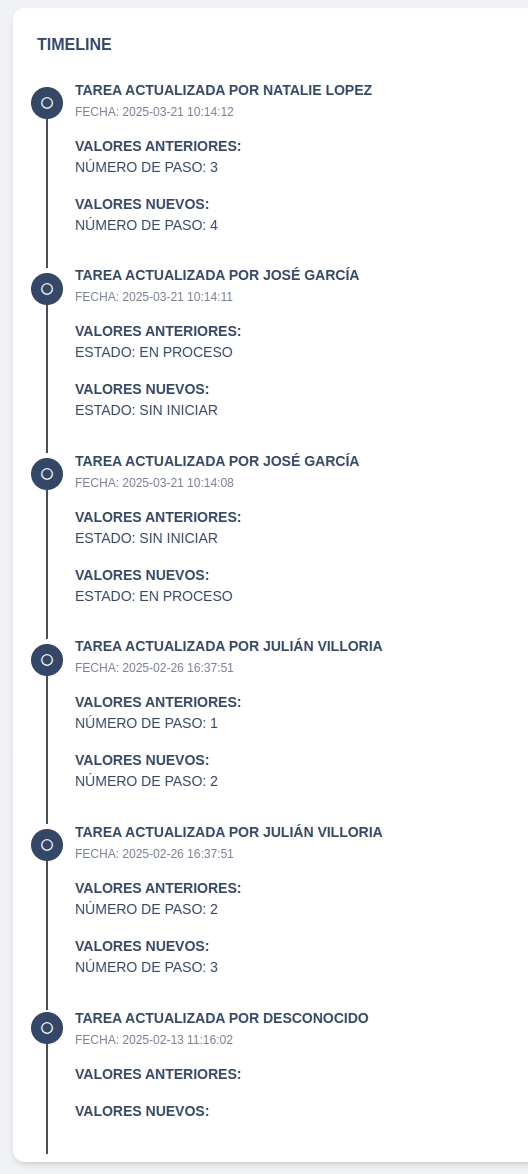 TIMELINE
TAREA ACTUALIZADA POR NATALIE LOPEZ
FECHA: 2025-03-21 10:14:12
VALORES ANTERIORES:
NÚMERO DE PASO: 3
VALORES NUEVOS:
NÚMERO DE PASO: 4
TAREA ACTUALIZADA POR JOSÉ GARCÍA
FECHA: 2025-03-21 10:14:11
VALORES ANTERIORES:
ESTADO: EN PROCESO
VALORES NUEVOS:
ESTADO: SIN INICIAR
TAREA ACTUALIZADA POR JOSÉ GARCÍA
FECHA: 2025-03-21 10:14:08
VALORES ANTERIORES:
ESTADO: SIN INICIAR
VALORES NUEVOS:
ESTADO: EN PROCESO
TAREA ACTUALIZADA POR JULIÁN VILLORIA
FECHA: 2025-02-26 16:37:51
VALORES ANTERIORES:
NÚMERO DE PASO: 1
VALORES NUEVOS:
NÚMERO DE PASO: 2
TAREA ACTUALIZADA POR JULIÁN VILLORIA
FECHA: 2025-02-26 16:37:51
VALORES ANTERIORES:
NÚMERO DE PASO: 2
VALORES NUEVOS:
NÚMERO DE PASO: 3
TAREA ACTUALIZADA POR DESCONOCIDO
FECHA: 2025-02-13 11:16:02
VALORES ANTERIORES:
VALORES NUEVOS: